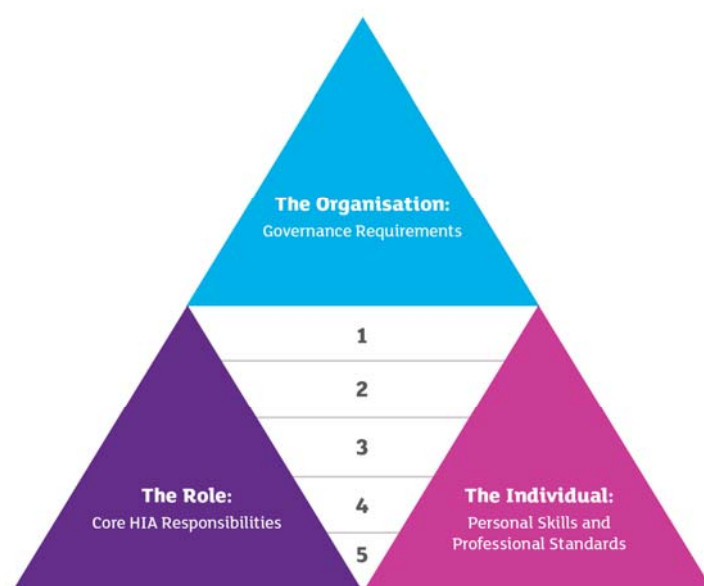 The Organisation:
Governance Requirements
1
2
3
4
5
The Role:
Core HIA Responsibilities
The Individual:
Personal Skills and
Professional Standards